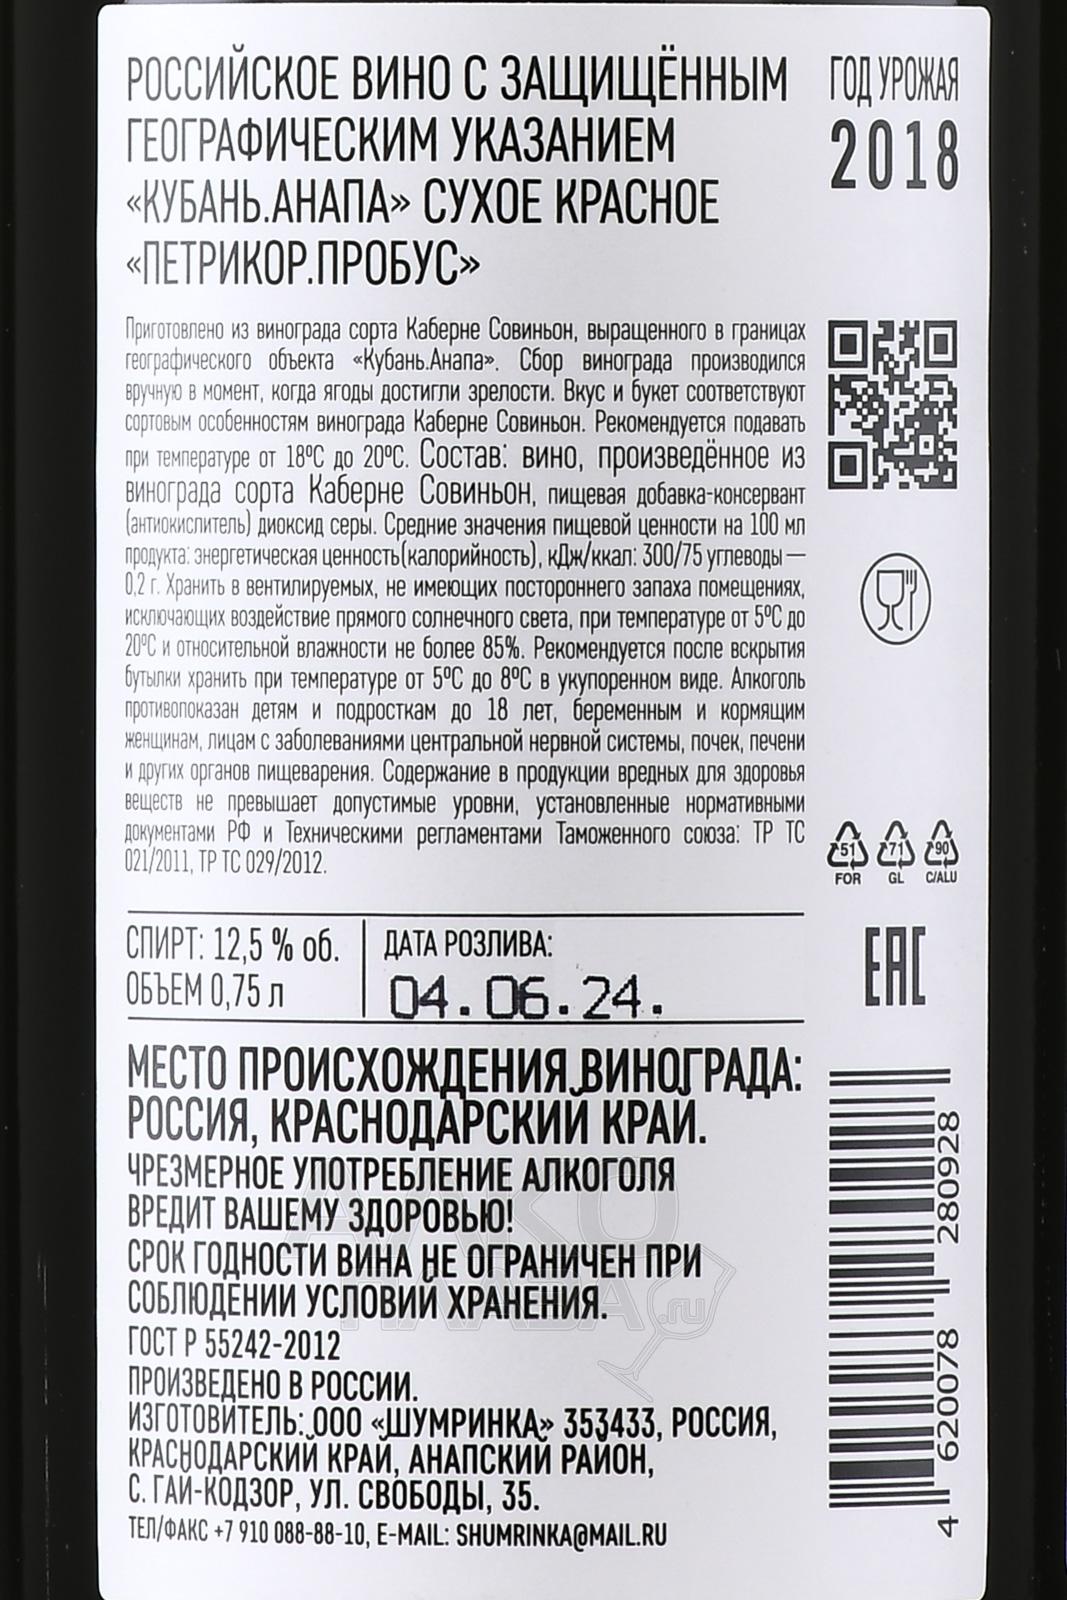 РОССИЙСКОЕ ВИНО С ЗАЩИЩЁННЫМ
ГЕОГРАФИЧЕСКИМ УКАЗАНИЕМ
«КУБАНЬ.АНАПА» СУХОЕ КРАСНОЕ
«ПЕТРИКОР.ПРОБУС»
ГОД УРОЖАЯ
2018
Приготовлено из винограда сорта Каберне Совиньон, выращенного в границах
географического объекта «Кубань.Анапа». Сбор винограда производился
вручную в момент, когда ягоды достигли зрелости. Вкус и букет соответствуют
сортовым особенностям винограда Каберне Совиньон. Рекомендуется подавать
при температуре от 18ºС до 20ºС. Состав: вино, произведённое из
винограда сорта Каберне Совиньон, пищевая добавка-консервант
(антиокислитель) диоксид серы. Средние значения пищевой ценности на 100 мл
продукта: энергетическая ценность(калорийность), кДж/ккал: 300/75 углеводы —
0,2 г. Хранить в вентилируемых, не имеющих постороннего запаха помещениях,
исключающих воздействие прямого солнечного света, при температуре от 5ºС до
20ºС и относительной влажности не более 85%. Рекомендуется после вскрытия
бутылки хранить при температуре от 5ºС до 8ºС в укупоренном виде. Алкоголь
противопоказан детям и подросткам до 18 лет, беременным и кормящим
женщинам, лицам с заболеваниями центральной нервной системы, почек, печени
и других органов пищеварения. Содержание в продукции вредных для здоровья
веществ не превышает допустимые уровни, установленные нормативными
документами РФ и Техническими регламентами Таможенного союза: ТР ТС
021/2011, ТР ТС 029/2012.
51 71 90
FOR GL C/ALU
СПИРТ: 12,5 % об.
ОБЪЕМ 0,75 л
ДАТА РОЗЛИВА:
04.06.24.
EAC
МЕСТО ПРОИСХОЖДЕНИЯ ВИНОГРАДА:
РОССИЯ, КРАСНОДАРСКИЙ КРАЙ.
ЧРЕЗМЕРНОЕ УПОТРЕБЛЕНИЕ АЛКОГОЛЯ
ВРЕДИТ ВАШЕМУ ЗДОРОВЬЮ!
СРОК ГОДНОСТИ ВИНА НЕ ОГРАНИЧЕН ПРИ
СОБЛЮДЕНИИ УСЛОВИЙ ХРАНЕНИЯ.
ГОСТ Р 55242-2012
ПРОИЗВЕДЕНО В РОССИИ.
ИЗГОТОВИТЕЛЬ: ООО «ШУМРИНКА» 353433, РОССИЯ,
КРАСНОДАРСКИЙ КРАЙ, АНАПСКИЙ РАЙОН,
С. ГАЙ-КОДЗОР, УЛ. СВОБОДЫ, 35.
ТЕЛ/ФАКС +7 910 088-88-10, E-MAIL: SHUMRINKA@MAIL.RU
4 620078 280928
АЛКО
НАВА.ru